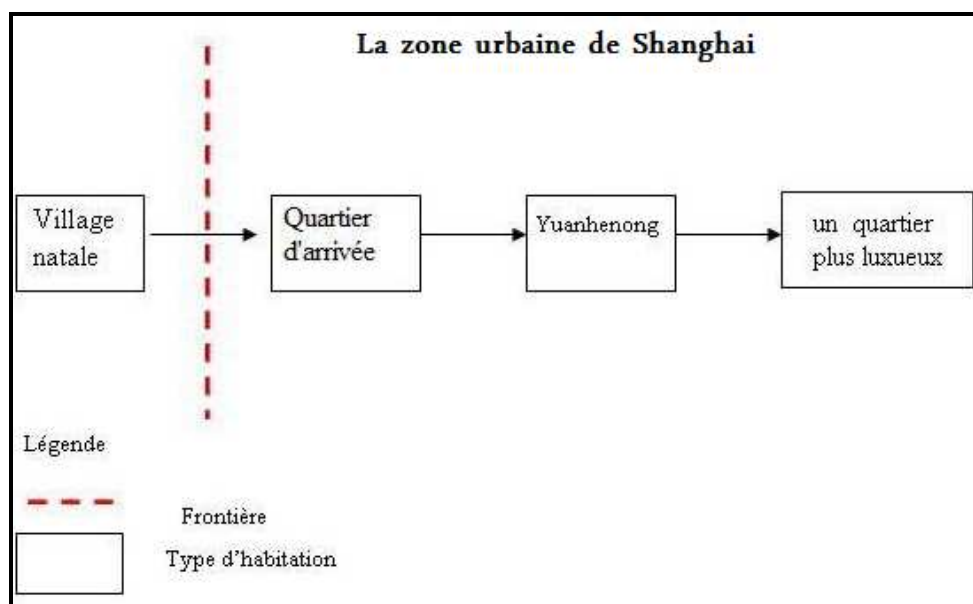 La zone urbaine de Shanghai
Village
natale
Quartier
d'arrivée
Yuanhenong
un quartier
plus luxueux
Légende
Frontière
Type d'habitation